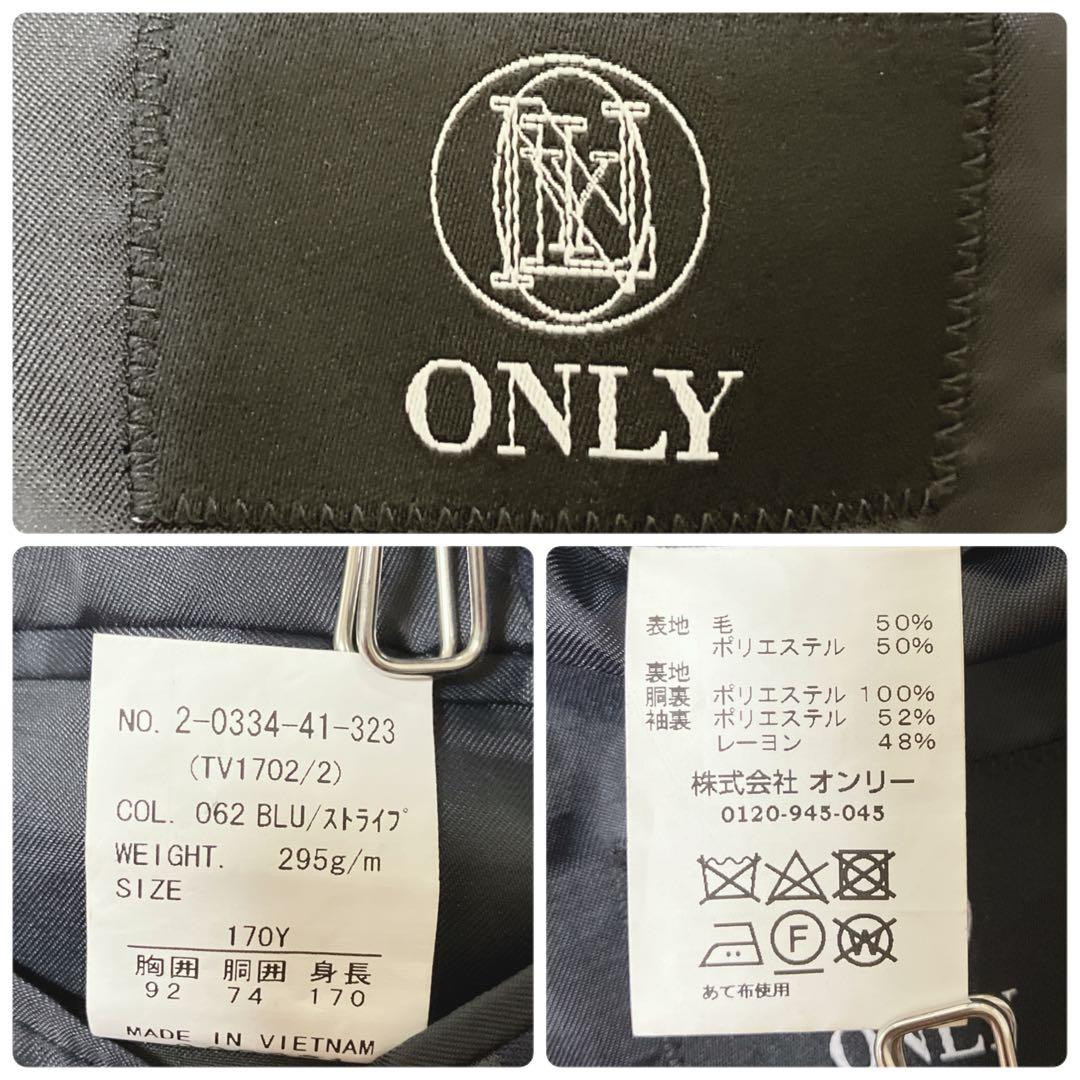 ONLY
NO. 2-0334-41-323
(TV1702/2)
COL. 062 BLU/ｽﾄﾗｲﾌﾟ
WEIGHT. 295g/m
SIZE
170Y
胸囲 胴囲 身長
92 74 170
MADE IN VIETNAM
表地 毛 50%
ポリエステル 50%
裏地
胴裏 ポリエステル 100%
袖裏 ポリエステル 52%
レーヨン 48%
株式会社 オンリー
0120-945-045
F
W
あて布使用
ONLY